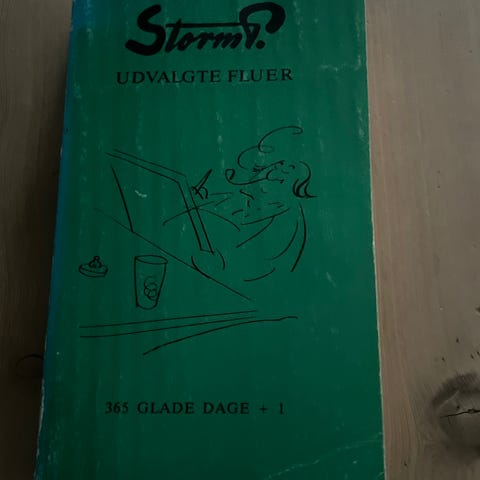 Storm P.
UDVALGTE FLUER
365 GLADE DAGE + 1